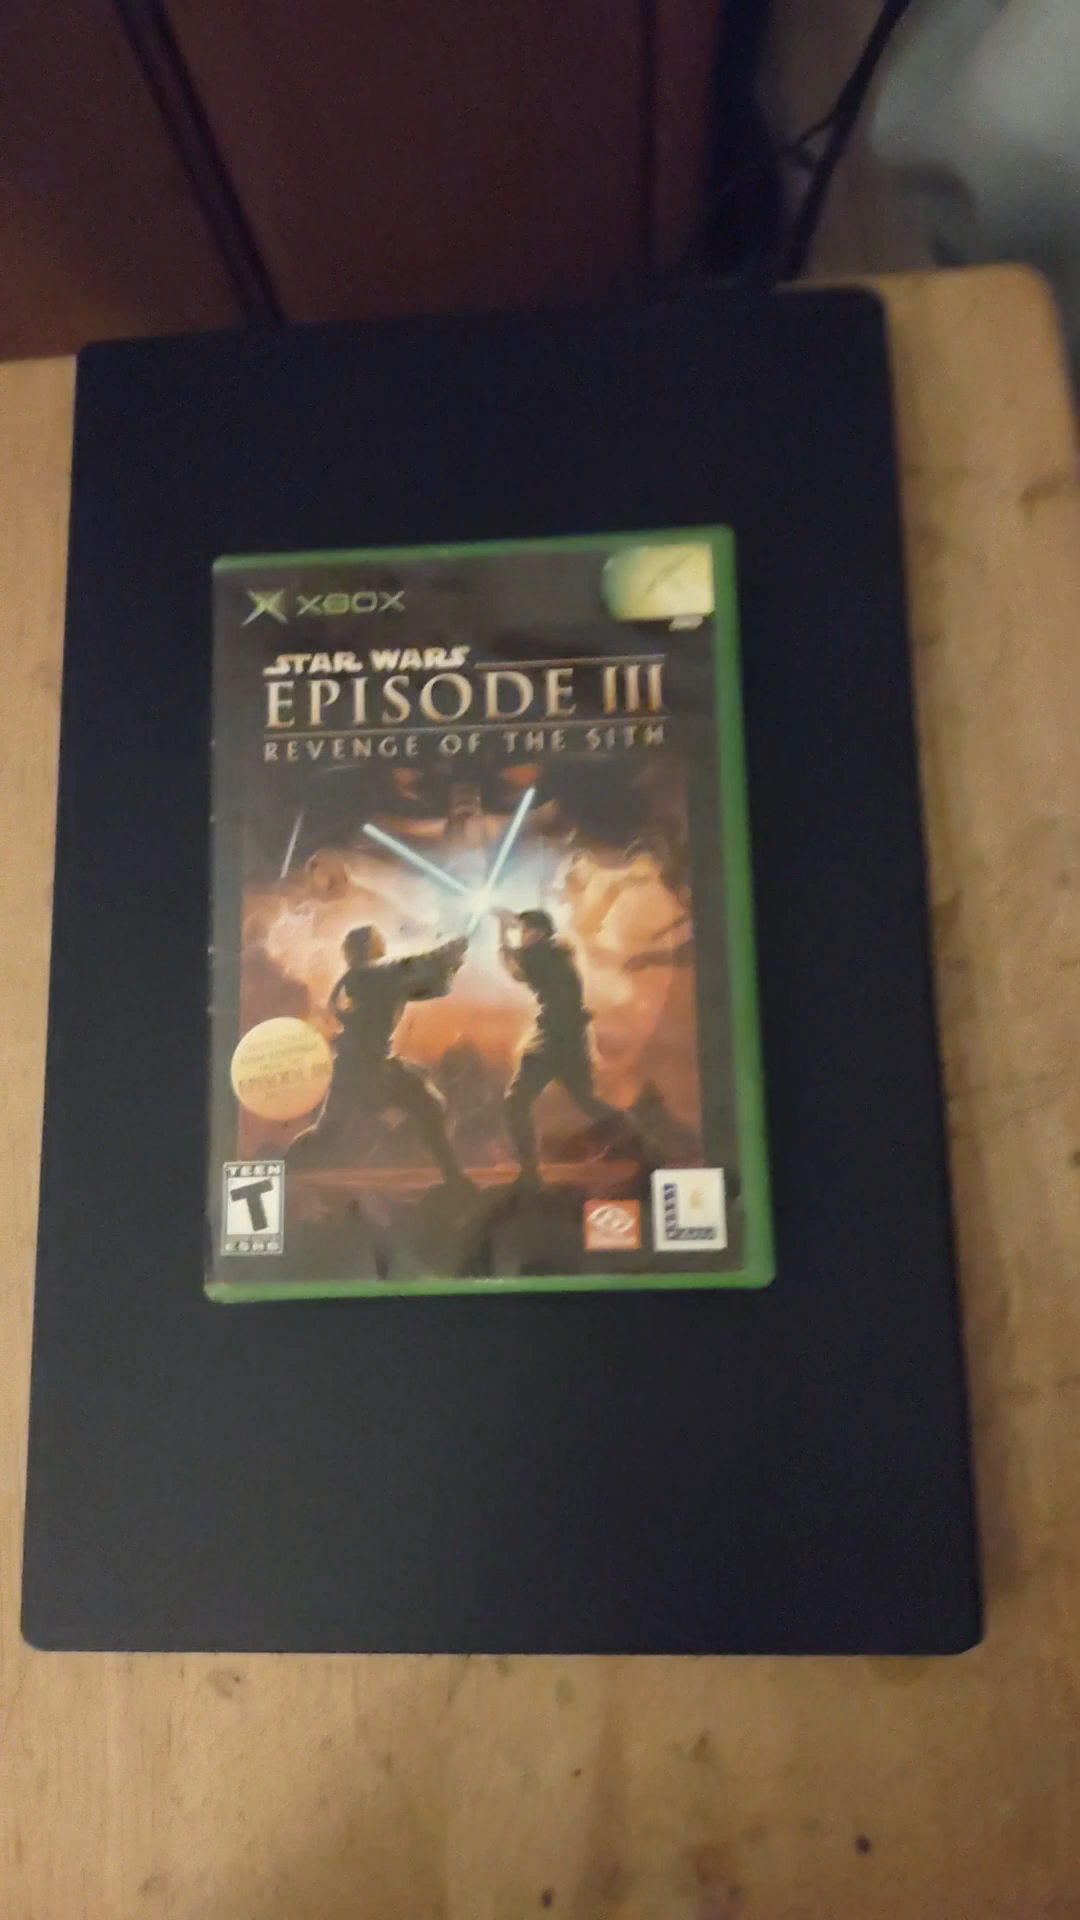 XBOX
STAR WARS
EPISODE III
REVENGE OF THE SITH
EPISODE III
TEEN
T
ESRB